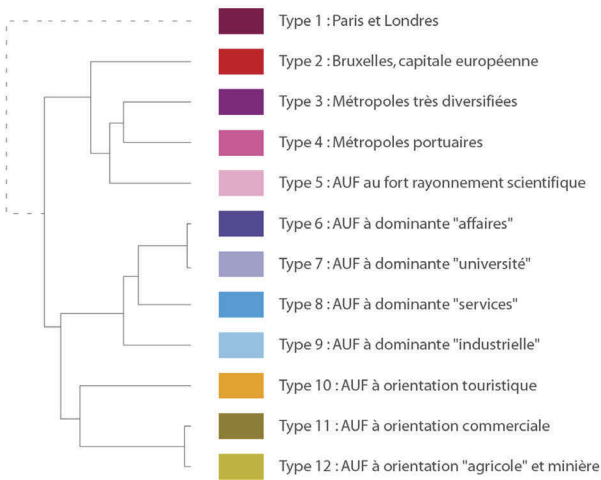 Type 1 : Paris et Londres
Type 2 : Bruxelles, capitale européenne
Type 3 : Métropoles très diversifiées
Type 4 : Métropoles portuaires
Type 5 : AUF au fort rayonnement scientifique
Type 6 : AUF à dominante "affaires"
Type 7 : AUF à dominante "université"
Type 8 : AUF à dominante "services"
Type 9 : AUF à dominante "industrielle"
Type 10 : AUF à orientation touristique
Type 11 : AUF à orientation commerciale
Type 12 : AUF à orientation "agricole" et minière